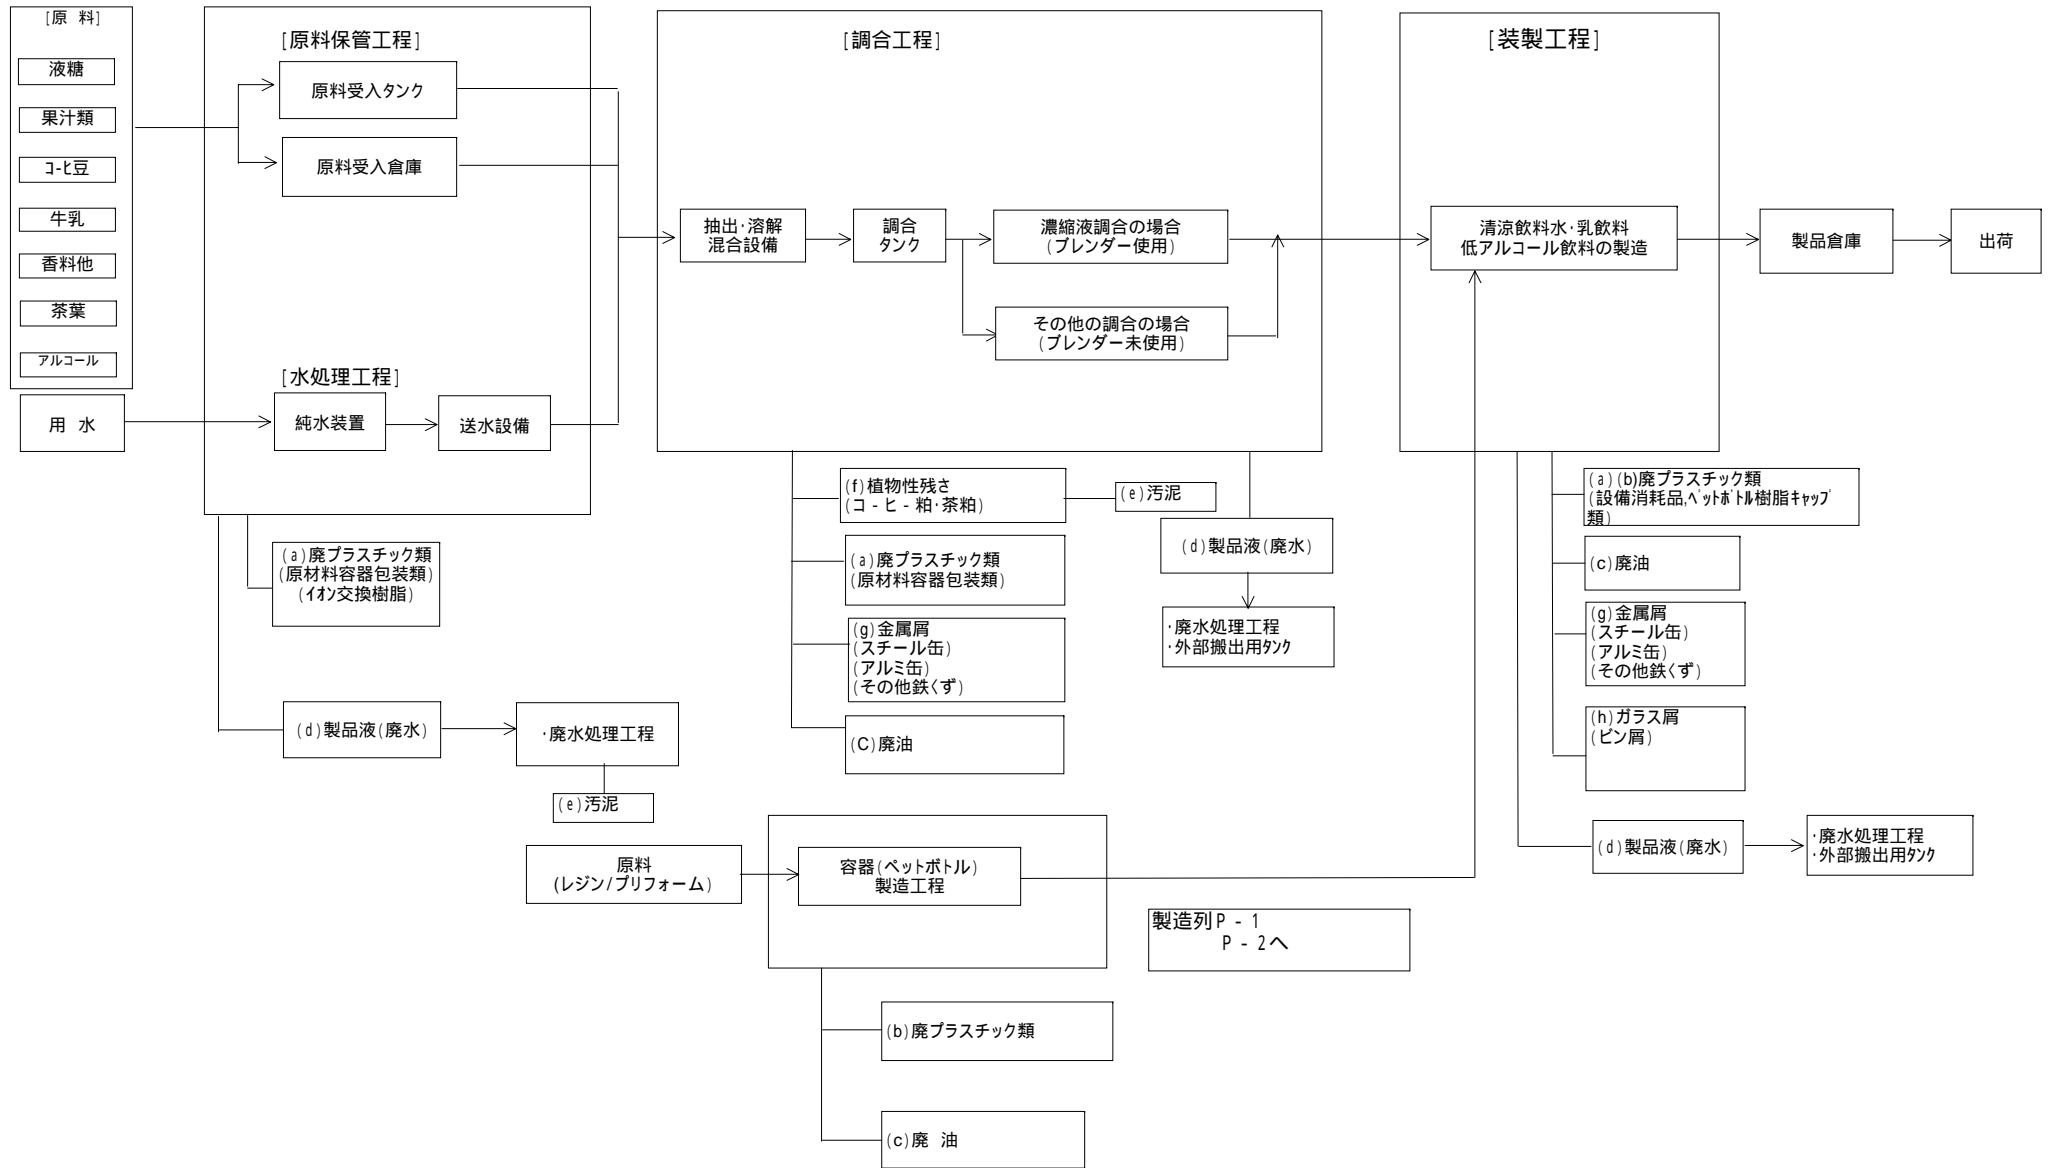 [原 料]
液糖
果汁類
コ-ヒ豆
牛乳
香料他
茶葉
アルコール
用 水
[原料保管工程]
原料受入タンク
原料受入倉庫
[水処理工程]
純水装置
送水設備
(a)廃プラスチック類
(原材料容器包装類)
(イオン交換樹脂)
(d)製品液(廃水)
・廃水処理工程
(e)汚泥
[調合工程]
抽出・溶解
混合設備
調合
タンク
濃縮液調合の場合
(ブレンダー使用)
その他の調合の場合
(ブレンダー未使用)
(f)植物性残さ
(コ-ヒ-粕・茶粕)
(e)汚泥
(a)廃プラスチック類
(原材料容器包装類)
(g)金属屑
(スチール缶)
(アルミ缶)
(その他鉄くず)
(C)廃油
(d)製品液(廃水)
・廃水処理工程
・外部搬出用タンク
[装製工程]
清涼飲料水・乳飲料
低アルコール飲料の製造
製品倉庫
出荷
(a)(b)廃プラスチック類
(設備消耗品,ペットボトル樹脂キャップ
類)
(c)廃油
(g)金属屑
(スチール缶)
(アルミ缶)
(その他鉄くず)
(h)ガラス屑
(ビン屑)
(d)製品液(廃水)
・廃水処理工程
・外部搬出用タンク
原料
(レジン/プリフォーム)
容器(ペットボトル)
製造工程
製造列P-1
P-2へ
(b)廃プラスチック類
(c)廃 油